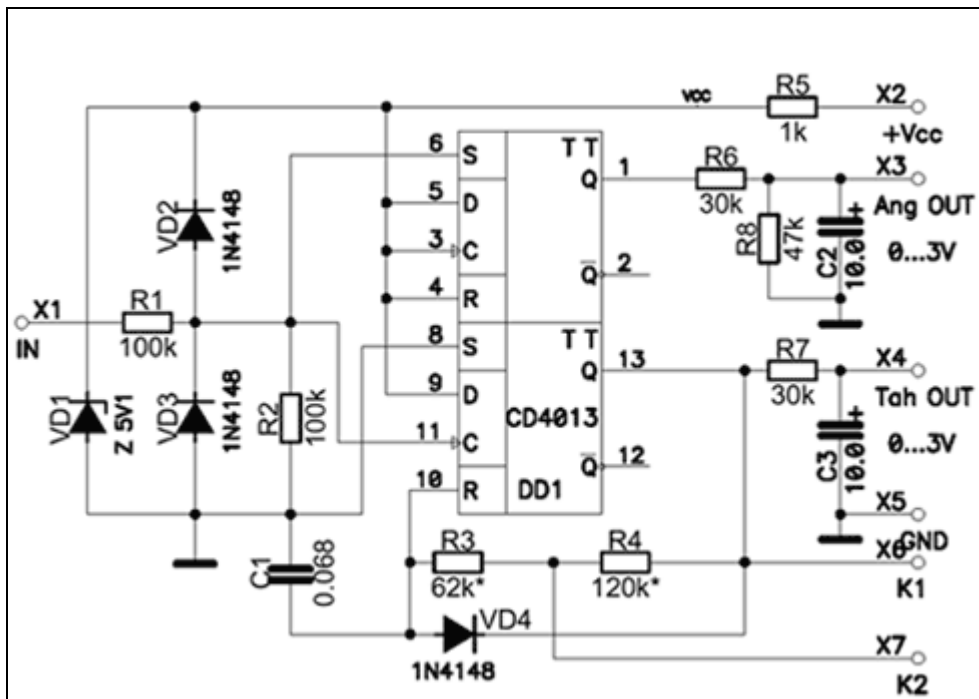 vcc
R5
1k
X2
+Vcc
6
S
T T
Q
1
R6
30k
X3
+
Ang OUT
0...3V
R8
47k
C2
10.0
5
D
VD2
1N4148
3
C
Q
2
4
R
X1
IN
R1
100k
8
S
T T
Q
13
R7
30k
X4
+
Tah OUT
0...3V
C3
10.0
VD1
Z 5V1
VD3
1N4148
R2
100k
9
D
CD4013
11
C
Q
12
10
R
DD1
X5
GND
C1
0.068
R3
62k*
R4
120k*
X6
K1
VD4
1N4148
X7
K2